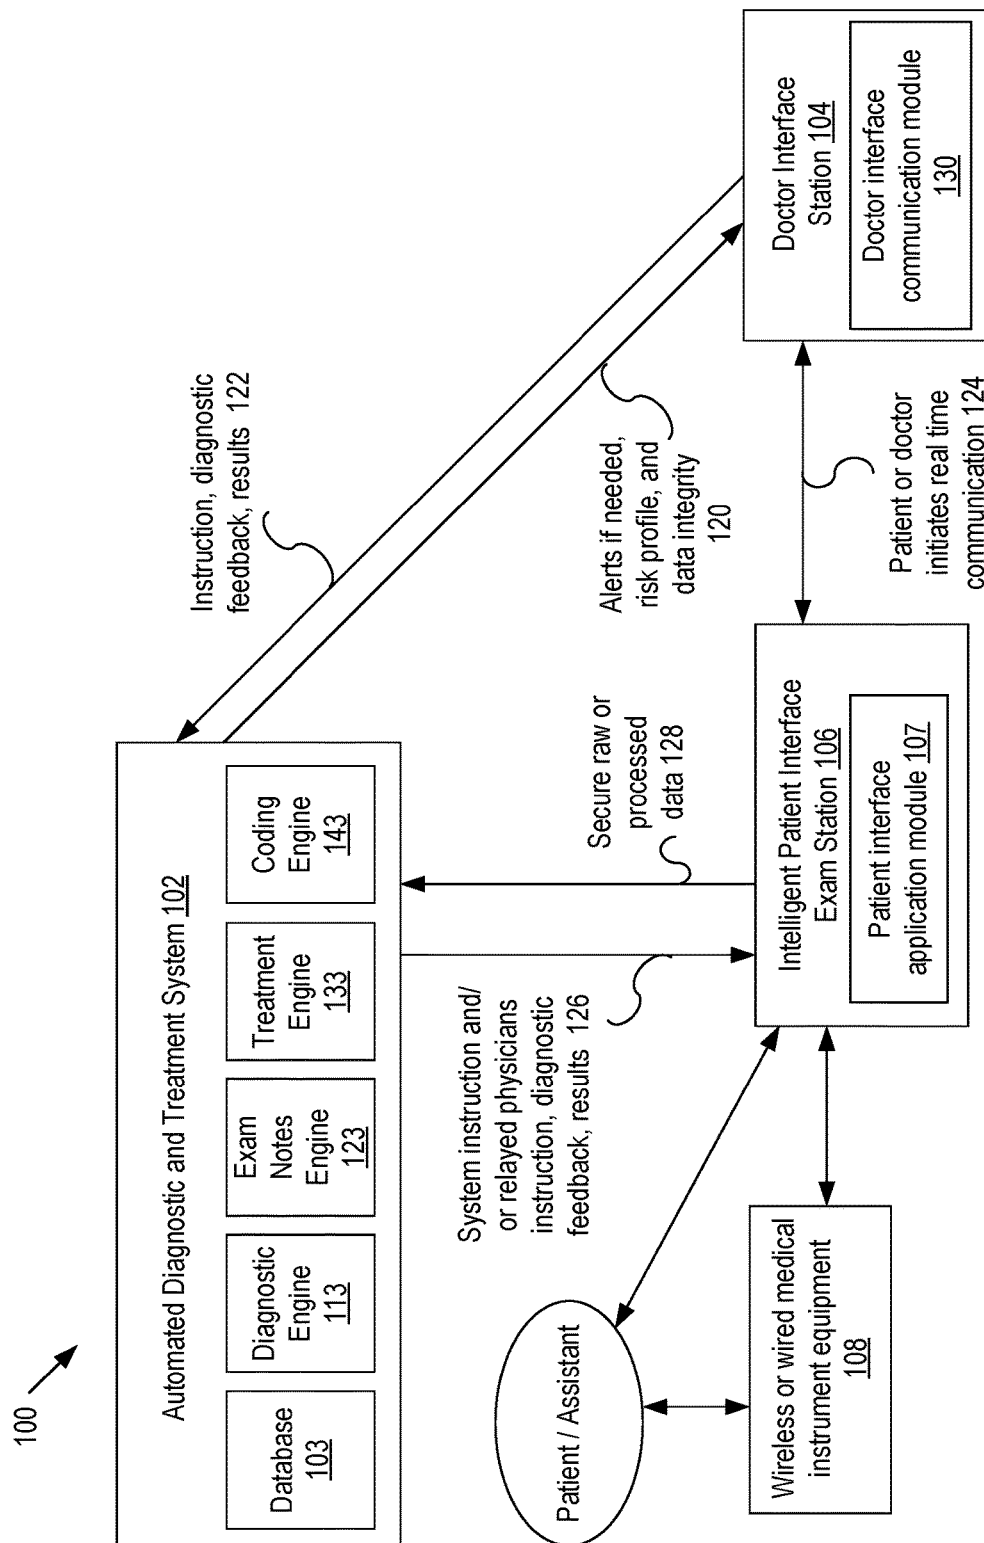 100
Automated Diagnostic and Treatment System 102
Database
103
Diagnostic
Engine
113
Exam
Notes
Engine
123
Treatment
Engine
133
Coding
Engine
143
Instruction, diagnostic
feedback, results 122
Alerts if needed,
risk profile, and
data integrity
120
System instruction and/
or relayed physicians
instruction, diagnostic
feedback, results 126
Secure raw or
processed
data 128
Patient / Assistant
Wireless or wired medical
instrument equipment
108
Intelligent Patient Interface
Exam Station 106
Patient interface
application module 107
Patient or doctor
initiates real time
communication 124
Doctor Interface
Station 104
Doctor interface
communication module
130